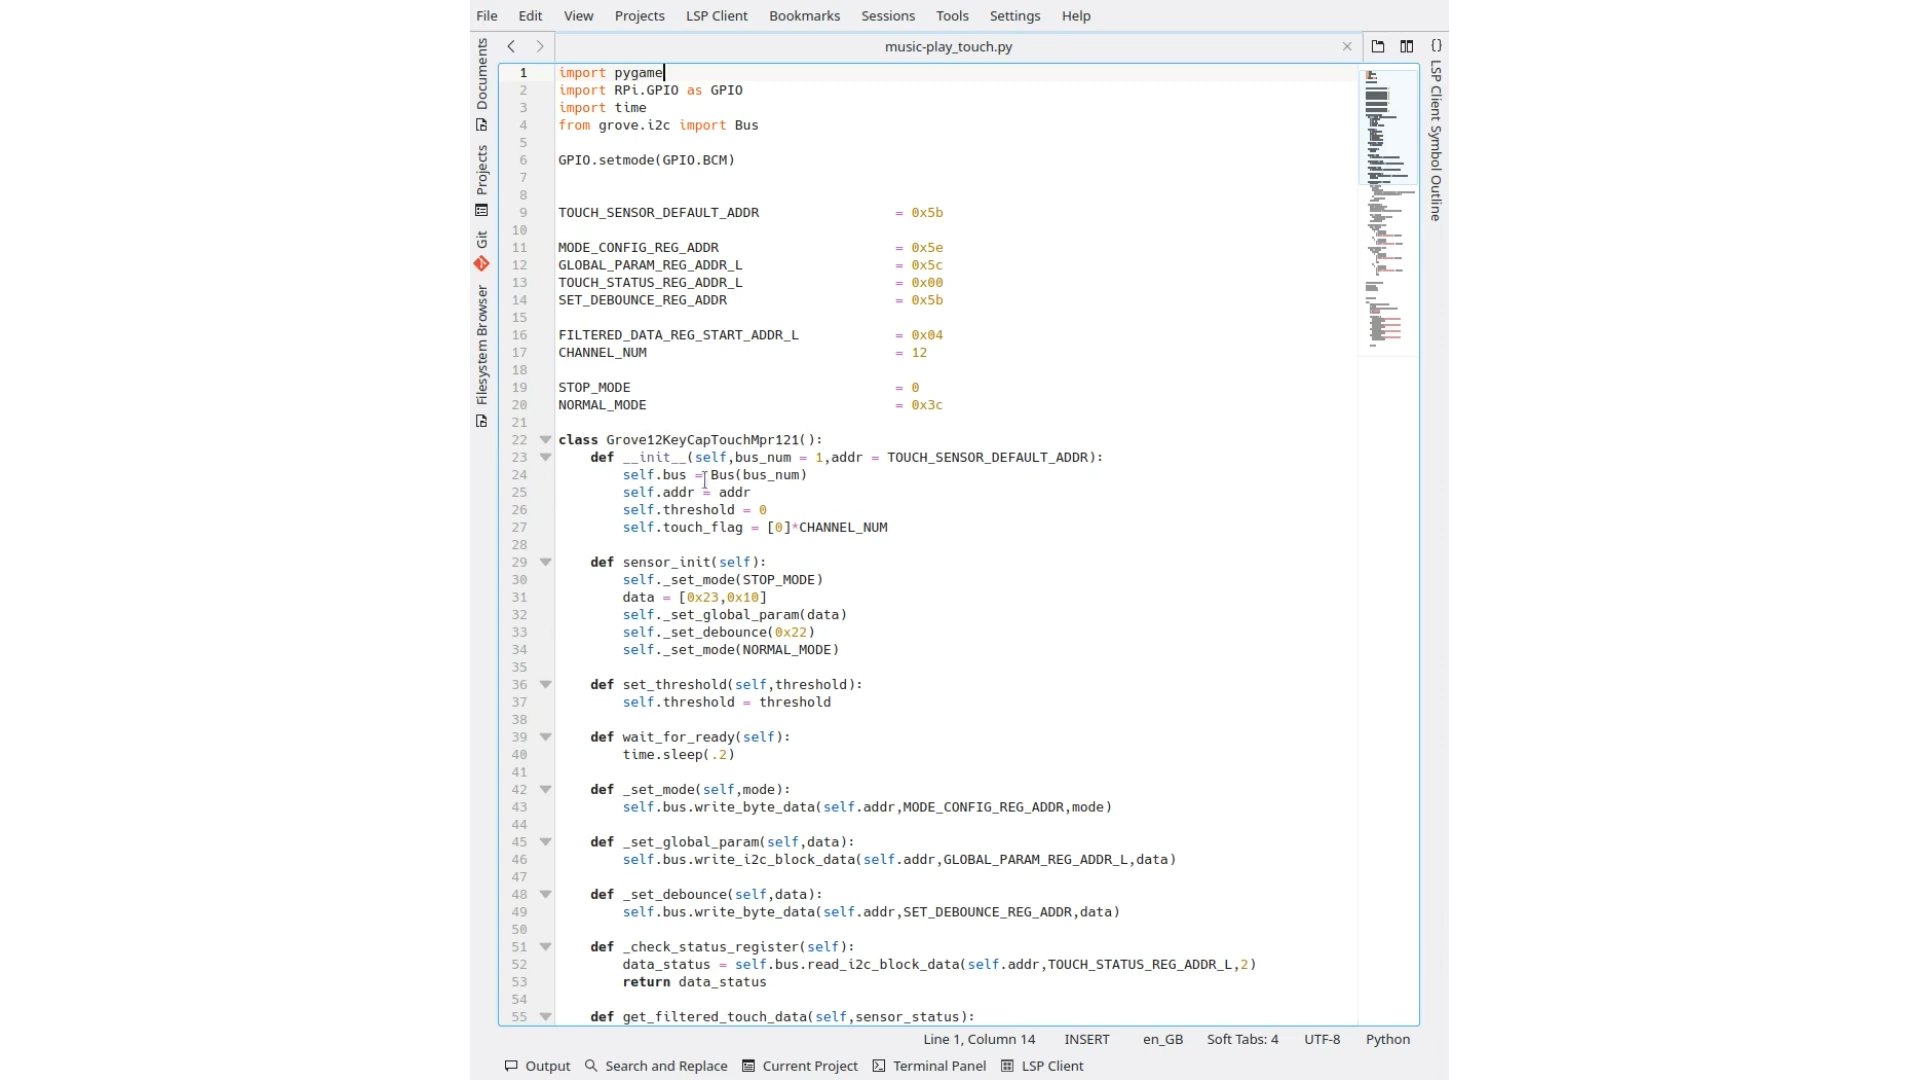 File Edit View Projects LSP Client Bookmarks Sessions Tools Settings Help
music-play_touch.py
Documents
Projects
Git
Filesystem Browser
1 import pygame
2 import RPi.GPIO as GPIO
3 import time
4 from grove.i2c import Bus
5
6 GPIO.setmode(GPIO.BCM)
7
8
9 TOUCH_SENSOR_DEFAULT_ADDR = 0x5b
10
11 MODE_CONFIG_REG_ADDR = 0x5e
12 GLOBAL_PARAM_REG_ADDR_L = 0x5c
13 TOUCH_STATUS_REG_ADDR_L = 0x00
14 SET_DEBOUNCE_REG_ADDR = 0x5b
15
16 FILTERED_DATA_REG_START_ADDR_L = 0x04
17 CHANNEL_NUM = 12
18
19 STOP_MODE = 0
20 NORMAL_MODE = 0x3c
21
22 class Grove12KeyCapTouchMpr121():
23 def __init__(self,bus_num = 1,addr = TOUCH_SENSOR_DEFAULT_ADDR):
24 self.bus = Bus(bus_num)
25 self.addr = addr
26 self.threshold = 0
27 self.touch_flag = [0]*CHANNEL_NUM
28
29 def sensor_init(self):
30 self._set_mode(STOP_MODE)
31 data = [0x23,0x10]
32 self._set_global_param(data)
33 self._set_debounce(0x22)
34 self._set_mode(NORMAL_MODE)
35
36 def set_threshold(self,threshold):
37 self.threshold = threshold
38
39 def wait_for_ready(self):
40 time.sleep(.2)
41
42 def _set_mode(self,mode):
43 self.bus.write_byte_data(self.addr,MODE_CONFIG_REG_ADDR,mode)
44
45 def _set_global_param(self,data):
46 self.bus.write_i2c_block_data(self.addr,GLOBAL_PARAM_REG_ADDR_L,data)
47
48 def _set_debounce(self,data):
49 self.bus.write_byte_data(self.addr,SET_DEBOUNCE_REG_ADDR,data)
50
51 def _check_status_register(self):
52 data_status = self.bus.read_i2c_block_data(self.addr,TOUCH_STATUS_REG_ADDR_L,2)
53 return data_status
54
55 def get_filtered_touch_data(self,sensor_status):
{} LSP Client Symbol Outline
Line 1, Column 14 INSERT en_GB Soft Tabs: 4 UTF-8 Python
Output Search and Replace Current Project Terminal Panel LSP Client